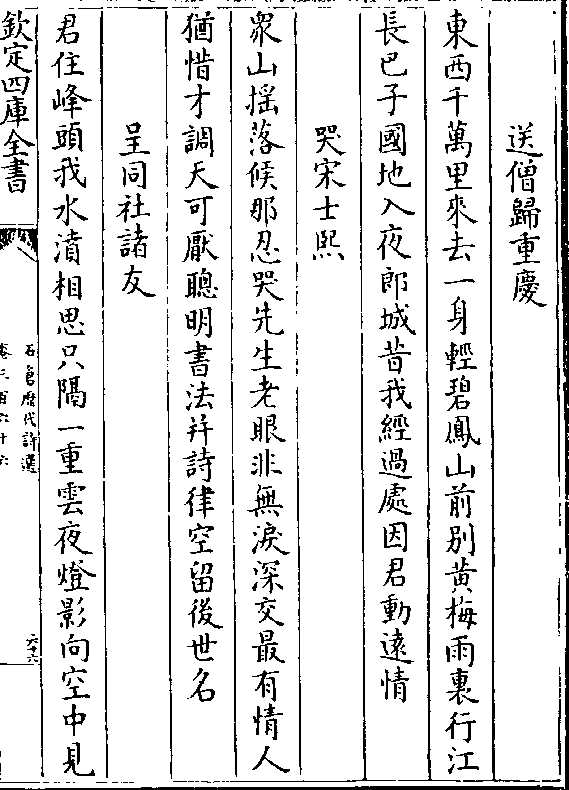 送僧歸重慶
東西千萬里來去一身輕碧鳳山前别黄梅雨裏行江
長巴子國地入夜郎城昔我經過處因君動遠情
哭宋士熙
衆山揺落候那忍哭先生老眼非無淚深交最有情人
猶惜才調天可厭聰明書法并詩律空留後世名
呈同社諸友
君住峰頭我水濆相思只隔一重雲夜燈影向空中見
欽定四庫全書
石倉歷代詩選
卷三百六十六
六十六